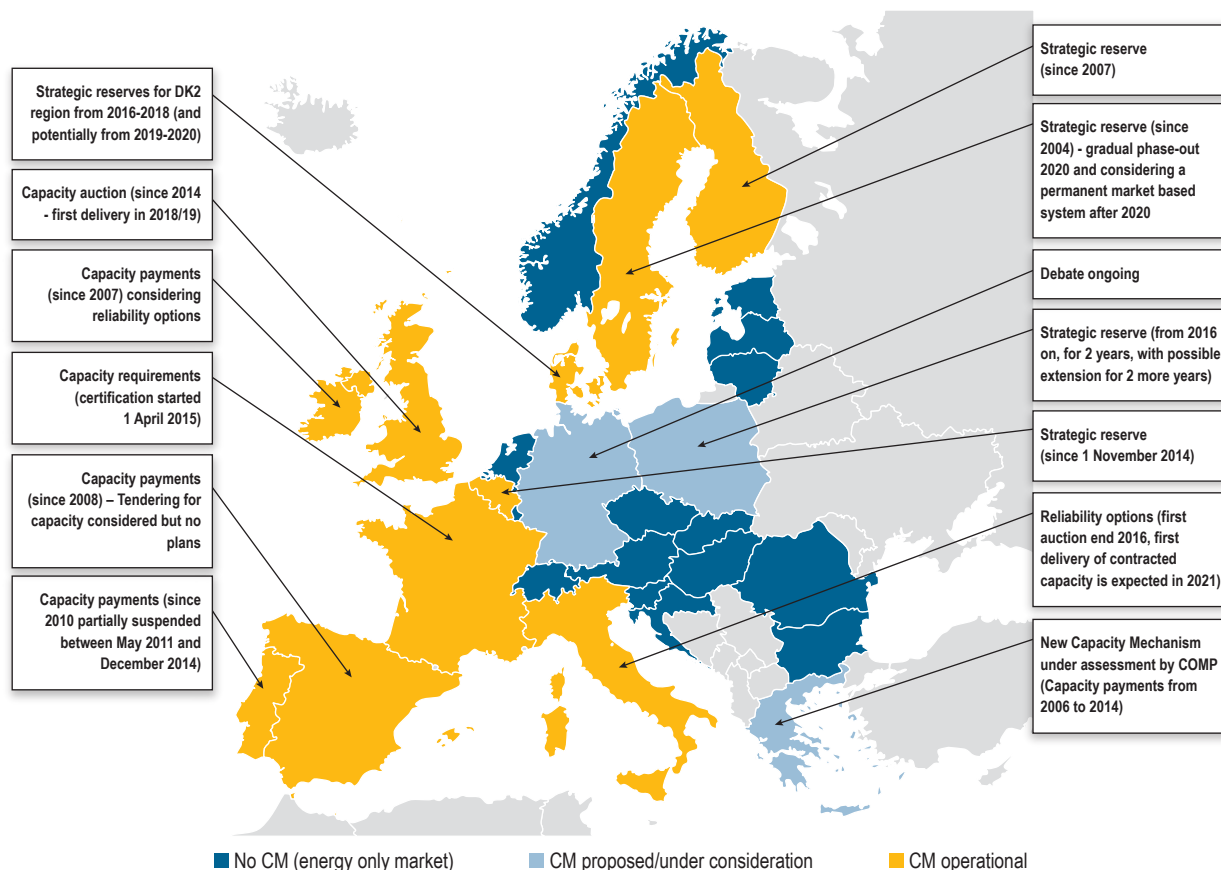 Strategic reserves for DK2
region from 2016-2018 (and
potentially from 2019-2020)
Capacity auction (since 2014
- first delivery in 2018/19)
Capacity payments
(since 2007) considering
reliability options
Capacity requirements
(certification started
1 April 2015)
Capacity payments
(since 2008) – Tendering for
capacity considered but no
plans
Capacity payments (since
2010 partially suspended
between May 2011 and
December 2014)
Strategic reserve
(since 2007)
Strategic reserve (since
2004) - gradual phase-out
2020 and considering a
permanent market based
system after 2020
Debate ongoing
Strategic reserve (from 2016
on, for 2 years, with possible
extension for 2 more years)
Strategic reserve
(since 1 November 2014)
Reliability options (first
auction end 2016, first
delivery of contracted
capacity is expected in 2021)
New Capacity Mechanism
under assessment by COMP
(Capacity payments from
2006 to 2014)
No CM (energy only market)
CM proposed/under consideration
CM operational